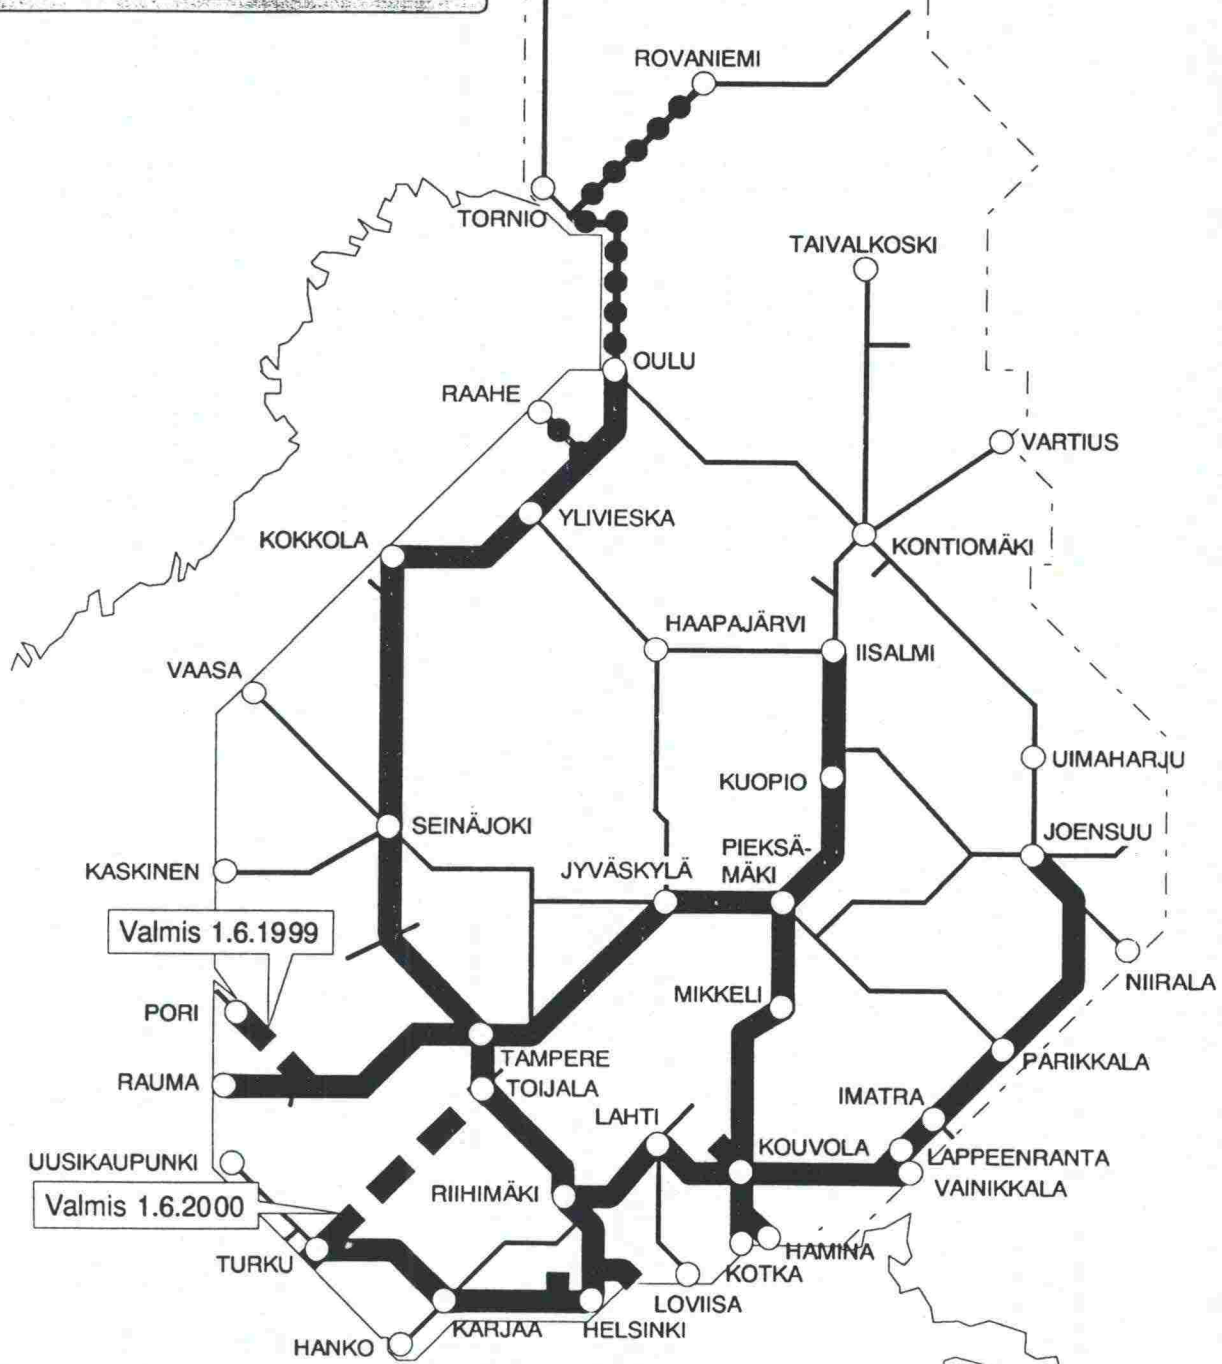 ROVANIEMI
TORNIO
TAIVALKOSKI
OULU
RAAHE
VARTIUS
YLIVIESKA
KOKKOLA
KONTIOMÄKI
HAAPAJÄRVI
IISALMI
VAASA
UIMAHARJU
KUOPIO
SEINÄJOKI
JOENSUU
PIEKSÄ-
MÄKI
JYVÄSKYLÄ
KASKINEN
Valmis 1.6.1999
NIIRALA
MIKKELI
PORI
TAMPERE
PARIKKALA
RAUMA
TOIJALA
IMATRA
LAHTI
KOUVOLA
LAPPEENRANTA
UUSIKAUPUNKI
VAINIKKALA
RIIHIMÄKI
Valmis 1.6.2000
HAMINA
TURKU
KOTKA
LOVIISA
KARJAA
HELSINKI
HANKO